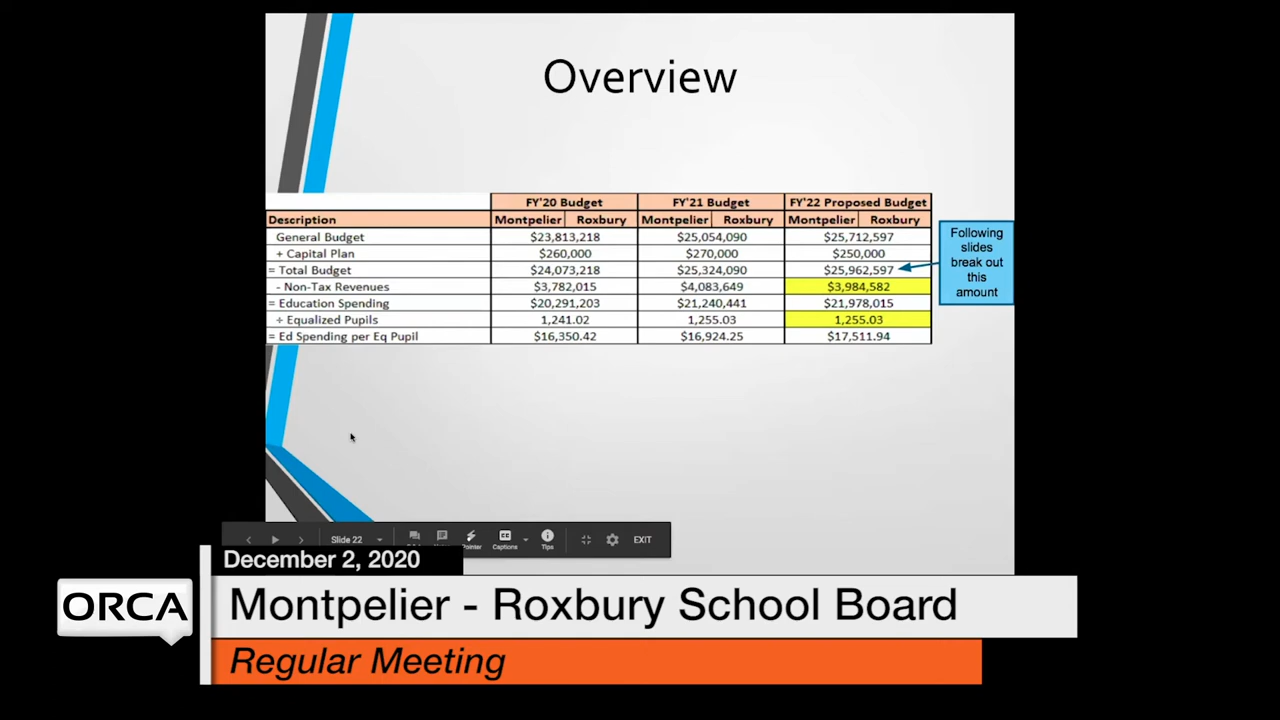 Overview
FY'20 Budget FY'21 Budget FY'22 Proposed Budget
Description Montpelier Roxbury Montpelier Roxbury Montpelier Roxbury
General Budget $23,813,218 $25,054,090 $25,712,597
+ Capital Plan $260,000 $270,000 $250,000
= Total Budget $24,073,218 $25,324,090 $25,962,597
- Non-Tax Revenues $3,782,015 $4,083,649 $3,984,582
= Education Spending $20,291,203 $21,240,441 $21,978,015
÷ Equalized Pupils 1,241.02 1,255.03 1,255.03
= Ed Spending per Eq Pupil $16,350.42 $16,924.25 $17,511.94
Following
slides
break out
this
amount
Slide 22 Pointer CC Captions Tips EXIT
December 2, 2020
ORCA
Montpelier - Roxbury School Board
Regular Meeting